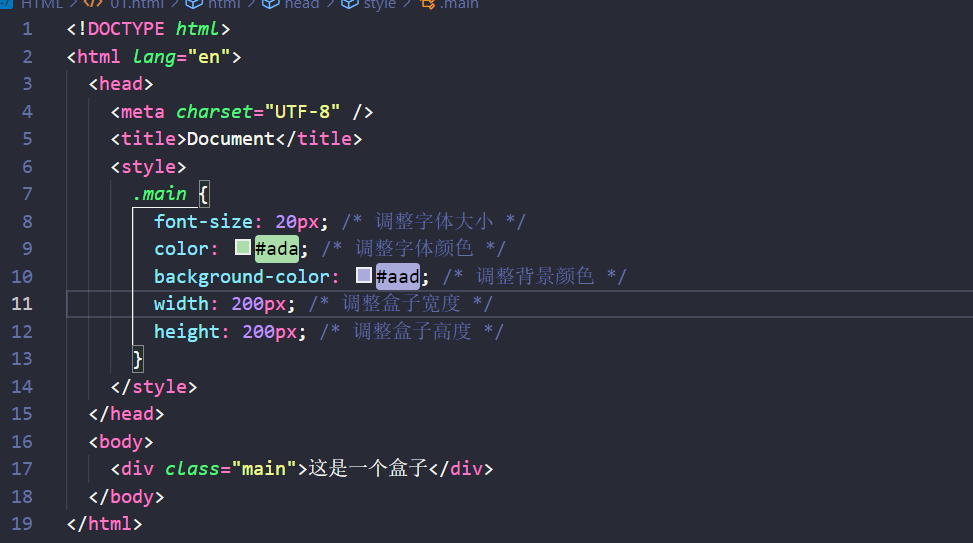 HTML > 01.html > html > head > style > .main
1 <!DOCTYPE html>
2 <html lang="en">
3 <head>
4 <meta charset="UTF-8" />
5 <title>Document</title>
6 <style>
7 .main {
8 font-size: 20px; /* 调整字体大小 */
9 color: #ada; /* 调整字体颜色 */
10 background-color: #aad; /* 调整背景颜色 */
11 width: 200px; /* 调整盒子宽度 */
12 height: 200px; /* 调整盒子高度 */
13 }
14 </style>
15 </head>
16 <body>
17 <div class="main">这是一个盒子</div>
18 </body>
19 </html>